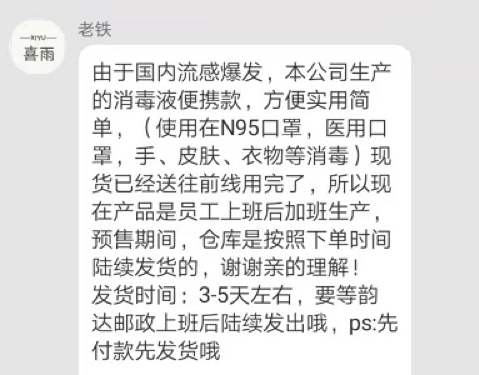 老铁
XIYU
喜雨
由于国内流感爆发，本公司生产
的消毒液便携款，方便实用简
单，（使用在N95口罩，医用口
罩，手、皮肤、衣物等消毒）现
货已经送往前线用完了，所以现
在产品是员工上班后加班生产，
预售期间，仓库是按照下单时间
陆续发货的，谢谢亲的理解！
发货时间：3-5天左右，要等韵
达邮政上班后陆续发出哦，ps:先
付款先发货哦